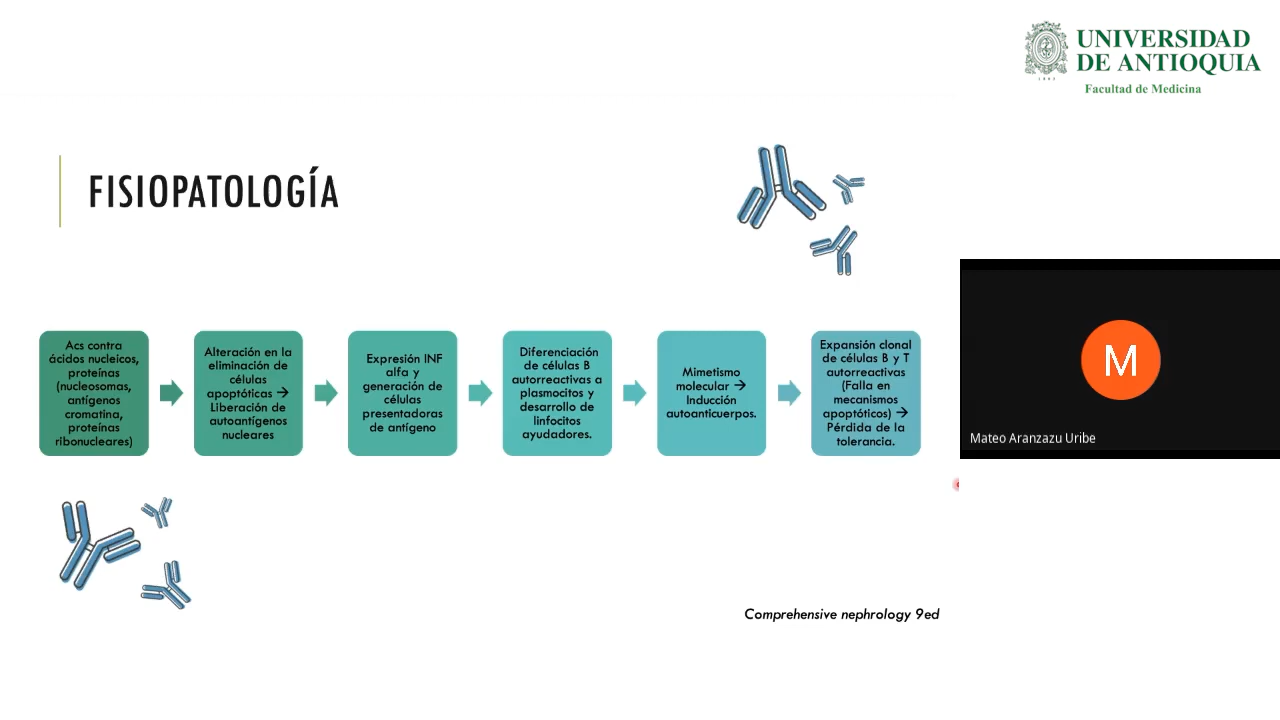 UNIVERSIDAD
DE ANTIOQUIA
1803
Facultad de Medicina
FISIOPATOLOGÍA
Acs contra
ácidos nucleicos,
proteínas
(nucleosomas,
antígenos
cromatina,
proteínas
ribonucleares)
Alteración en la
eliminación de
células
apoptóticas →
Liberación de
autoantígenos
nucleares
Expresión INF
alfa y
generación de
células
presentadoras
de antígeno
Diferenciación
de células B
autorreactivas a
plasmocitos y
desarrollo de
linfocitos
ayudadores.
Mimetismo
molecular →
Inducción
autoanticuerpos.
Expansión clonal
de células B y T
autorreactivas
(Falla en
mecanismos
apoptóticos) →
Pérdida de la
tolerancia.
M
Mateo Aranzazu Uribe
Comprehensive nephrology 9ed